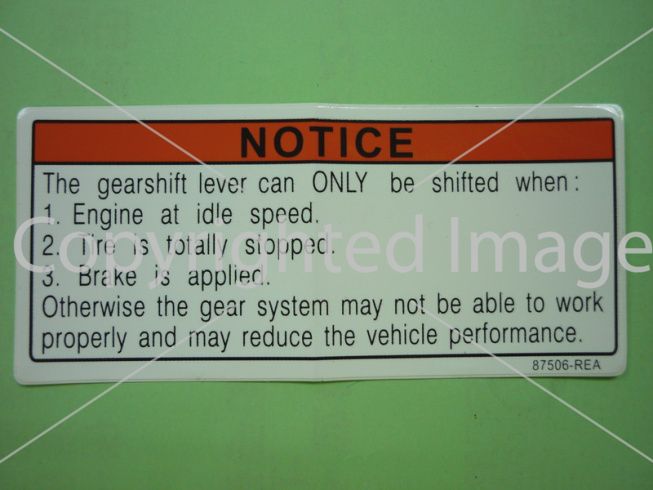 NOTICE
The gearshift lever can ONLY be shifted when:
1. Engine at idle speed.
2. Tire is totally stopped.
3. Brake is applied.
Otherwise the gear system may not be able to work
properly and may reduce the vehicle performance.
87506-REA
Copyrighted Image